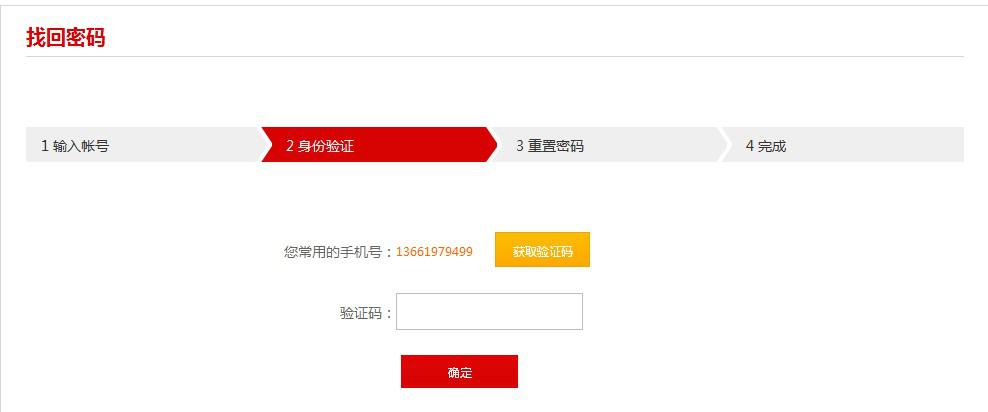 找回密码
1 输入帐号 2 身份验证 3 重置密码 4 完成
您常用的手机号：13661979499 获取验证码
验证码：
确定